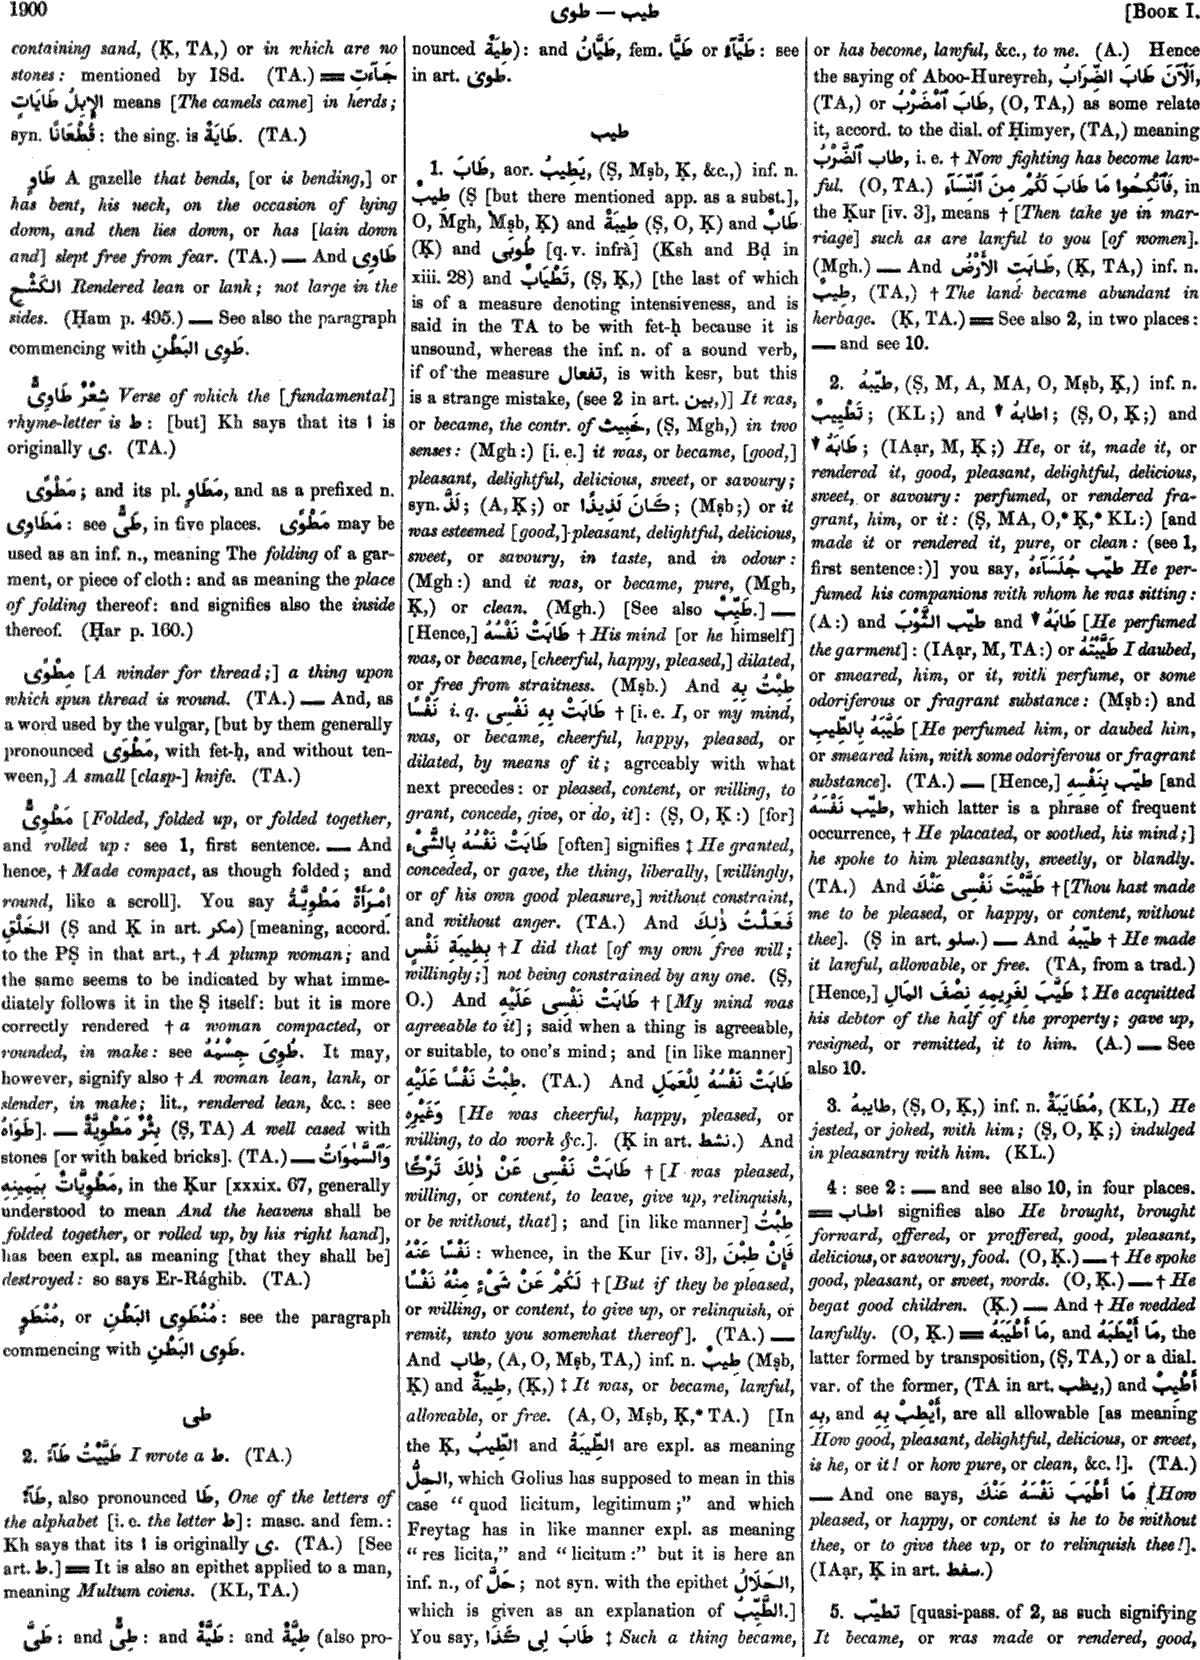 1900
طيب — طوى
[BOOK I.
containing sand, (Ḳ, TA,) or in which are no
stones: mentioned by ISd. (TA.) == جَآءَتِ
الإِبِلُ طَايَاتٍ means [The camels came] in herds;
syn. قُطْعَانًا: the sing. is طَايَةٌ. (TA.)
طَاوٍ A gazelle that bends, [or is bending,] or
has bent, his neck, on the occasion of lying
down, and then lies down, or has [lain down
and] slept free from fear. (TA.) — And طَاوِى
الكَشْحِ Rendered lean or lank; not large in the
sides. (Ḥam p. 495.) — See also the paragraph
commencing with طَوِى البَطْنِ.
شِعْرٌ طَاوِىٌّ Verse of which the [fundamental]
rhyme-letter is ط: [but] Kh says that its ا is
originally ى. (TA.)
مَطْوًى; and its pl. مَطَاوٍ, and as a prefixed n.
مَطَاوِى: see طَىٌّ, in five places. مَطْوًى may be
used as an inf. n., meaning The folding of a gar-
ment, or piece of cloth: and as meaning the place
of folding thereof: and signifies also the inside
thereof. (Ḥar p. 160.)
مِطْوًى [A winder for thread;] a thing upon
which spun thread is wound. (TA.) — And, as
a word used by the vulgar, [but by them generally
pronounced مَطْوَى, with fet-ḥ, and without ten-
ween,] A small [clasp-] knife. (TA.)
مَطْوِىٌّ [Folded, folded up, or folded together,
and rolled up: see 1, first sentence. — And
hence, † Made compact, as though folded; and
round, like a scroll]. You say اِمْرَأَةٌ مَطْوِيَّةُ
الخَلْقِ (Ṣ and Ḳ in art. مكر) [meaning, accord.
to the PṢ in that art., † A plump woman; and
the same seems to be indicated by what imme-
diately follows it in the Ṣ itself: but it is more
correctly rendered † a woman compacted, or
rounded, in make: see طُوِىَ جِسْمُهُ. It may,
however, signify also † A woman lean, lank, or
slender, in make; lit., rendered lean, &c.: see
طَوَاهُ]. — بِئْرٌ مَطْوِيَّةٌ (Ṣ, TA) A well cased with
stones [or with baked bricks]. (TA.) — وَٱلسَّمٰوَاتُ
مَطْوِيَّاتٌ بِيَمِينِهِ, in the Ḳur [xxxix. 67, generally
understood to mean And the heavens shall be
folded together, or rolled up, by his right hand],
has been expl. as meaning [that they shall be]
destroyed: so says Er-Rághib. (TA.)
مُنْطَوٍ, or مُنْطَوِى البَطْنِ: see the paragraph
commencing with طَوِى البَطْنِ.
طى
2. طَيَّيْتُ طَآءً I wrote a ط. (TA.)
طَآءٌ, also pronounced طَا, One of the letters of
the alphabet [i. e. the letter ط]: masc. and fem.:
Kh says that its ا is originally ى. (TA.) [See
art. ط.] == It is also an epithet applied to a man,
meaning Multum coiens. (KL, TA.)
طَىٌّ: and طِىٌّ: and طَيَّةٌ: and طِيَّةٌ (also pro-
nounced طِيَةٌ): and طَيَّانُ, fem. طَيَّا or طَيَّآءُ: see
in art. طوى.
طيب
1. طَابَ, aor. يَطِيبُ, (Ṣ, Mṣb, Ḳ, &c.,) inf. n.
طِيبٌ (Ṣ [but there mentioned app. as a subst.],
O, Mgh, Mṣb, Ḳ) and طِيبَةٌ (Ṣ, O, Ḳ) and طَابٌ
(Ḳ) and طُوبَى [q. v. infrà] (Ksh and Bḍ in
xiii. 28) and تَطْيَابٌ, (Ṣ, Ḳ,) [the last of which
is of a measure denoting intensiveness, and is
said in the TA to be with fet-ḥ because it is
unsound, whereas the inf. n. of a sound verb,
if of the measure تفعال, is with kesr, but this
is a strange mistake, (see 2 in art. بين,)] It was,
or became, the contr. of خَبِيث, (Ṣ, Mgh,) in two
senses: (Mgh:) [i. e.] it was, or became, [good,]
pleasant, delightful, delicious, sweet, or savoury;
syn. لَذَّ; (A, Ḳ;) or كَانَ لَذِيذًا; (Mṣb;) or it
was esteemed [good,] pleasant, delightful, delicious,
sweet, or savoury, in taste, and in odour:
(Mgh:) and it was, or became, pure, (Mgh,
Ḳ,) or clean. (Mgh.) [See also طَيِّبٌ.] —
[Hence,] طَابَتْ نَفْسُهُ † His mind [or he himself]
was, or became, [cheerful, happy, pleased,] dilated,
or free from straitness. (Mṣb.) And طِبْتُ بِهِ
نَفْسًا i. q. طَابَتْ بِهِ نَفْسِى † [i. e. I, or my mind,
was, or became, cheerful, happy, pleased, or
dilated, by means of it; agreeably with what
next precedes: or pleased, content, or willing, to
grant, concede, give, or do, it]: (Ṣ, O, Ḳ:) [for]
طَابَتْ نَفْسُهُ بِالشَّىْءِ [often] signifies ‡ He granted,
conceded, or gave, the thing, liberally, [willingly,
or of his own good pleasure,] without constraint,
and without anger. (TA.) And فَعَلْتُ ذٰلِكَ
بِطِيبَةِ نَفْسٍ † I did that [of my own free will;
willingly;] not being constrained by any one. (Ṣ,
O.) And طَابَتْ نَفْسِى عَلَيْهِ † [My mind was
agreeable to it]; said when a thing is agreeable,
or suitable, to one's mind; and [in like manner]
طِبْتُ نَفْسًا عَلَيْهِ. (TA.) And طَابَتْ نَفْسُهُ لِلْعَمَلِ
وَغَيْرِهِ [He was cheerful, happy, pleased, or
willing, to do work &c.]. (Ḳ in art. نشط.) And
طَابَتْ نَفْسِى عَنْ ذٰلِكَ تَرْكًا † [I was pleased,
willing, or content, to leave, give up, relinquish,
or be without, that]; and [in like manner] طِبْتُ
نَفْسًا عَنْهُ: whence, in the Ḳur [iv. 3], فَإِنْ طِبْنَ
لَكُمْ عَنْ شَىْءٍ مِنْهُ نَفْسًا † [But if they be pleased,
or willing, or content, to give up, or relinquish, or
remit, unto you somewhat thereof]. (TA.) —
And طاب, (A, O, Mṣb, TA,) inf. n. طِيبٌ (Mṣb,
Ḳ) and طِيبَةٌ, (Ḳ,) ‡ It was, or became, lawful,
allowable, or free. (A, O, Mṣb, Ḳ,* TA.) [In
the Ḳ, الطِّيبُ and الطِّيبَةُ are expl. as meaning
الحِلُّ, which Golius has supposed to mean in this
case “quod licitum, legitimum;” and which
Freytag has in like manner expl. as meaning
“res licita,” and “licitum:” but it is here an
inf. n., of حَلَّ; not syn. with the epithet الحَلَالُ,
which is given as an explanation of الطَّيِّبُ.]
You say, طَابَ لِى كَذَا ‡ Such a thing became,
or has become, lawful, &c., to me. (A.) Hence
the saying of Aboo-Hureyreh, اَلْآنَ طَابَ الضِّرَابُ,
(TA,) or طَابَ ٱمْضَرْبُ, (O, TA,) as some relate
it, accord. to the dial. of Ḥimyer, (TA,) meaning
طاب ٱلضَّرْبُ, i. e. † Now fighting has become law-
ful. (O, TA.) فَٱنْكِحُوا مَا طَابَ لَكُمْ مِنَ ٱلنِّسَآءِ, in
the Ḳur [iv. 3], means † [Then take ye in mar-
riage] such as are lawful to you [of women].
(Mgh.) — And طَابَتِ الأَرْضُ, (Ḳ, TA,) inf. n.
طِيبٌ, (TA,) † The land became abundant in
herbage. (Ḳ, TA.) == See also 2, in two places:
— and see 10.
2. طيّبهُ, (Ṣ, M, A, MA, O, Mṣb, Ḳ,) inf. n.
تَطْيِيبٌ; (KL;) and ▼ اطابهُ; (Ṣ, O, Ḳ;) and
▼ طَابَهُ; (IAạr, M, Ḳ;) He, or it, made it, or
rendered it, good, pleasant, delightful, delicious,
sweet, or savoury: perfumed, or rendered fra-
grant, him, or it: (Ṣ, MA, O,* Ḳ,* KL:) [and
made it or rendered it, pure, or clean: (see 1,
first sentence:)] you say, طيّب جُلَسَآءَهُ He per-
fumed his companions with whom he was sitting:
(A:) and طيّب الثَّوْبَ and ▼ طَابَهُ [He perfumed
the garment]: (IAạr, M, TA:) or طَيَّبْتُهُ I daubed,
or smeared, him, or it, with perfume, or some
odoriferous or fragrant substance: (Mṣb:) and
طَيَّبَهُ بِالطِّيبِ [He perfumed him, or daubed him,
or smeared him, with some odoriferous or fragrant
substance]. (TA.) — [Hence,] طيّب بِنَفْسِهِ [and
طيّب نَفْسَهُ, which latter is a phrase of frequent
occurrence, † He placated, or soothed, his mind;]
he spoke to him pleasantly, sweetly, or blandly.
(TA.) And طَيَّبْتَ نَفْسِى عَنْكَ † [Thou hast made
me to be pleased, or happy, or content, without
thee]. (Ṣ in art. سلو.) — And طيّبهُ † He made
it lawful, allowable, or free. (TA, from a trad.)
[Hence,] طَيَّبَ لِغَرِيمِهِ نِصْفَ المَالِ ‡ He acquitted
his debtor of the half of the property; gave up,
resigned, or remitted, it to him. (A.) — See
also 10.
3. طايبهُ, (Ṣ, O, Ḳ,) inf. n. مُطَايَبَةٌ, (KL,) He
jested, or joked, with him; (Ṣ, O, Ḳ;) indulged
in pleasantry with him. (KL.)
4: see 2: — and see also 10, in four places.
== اطاب signifies also He brought, brought
forward, offered, or proffered, good, pleasant,
delicious, or savoury, food. (O, Ḳ.) — † He spoke
good, pleasant, or sweet, words. (O, Ḳ.) — † He
begat good children. (Ḳ.) — And † He wedded
lawfully. (O, Ḳ.) == مَا أَطْيَبَهُ, and مَا أَيْطَبَهُ, the
latter formed by transposition, (Ṣ, TA,) or a dial.
var. of the former, (TA in art. يطب,) and أَطْيِبْ
بِهِ, and أَيْطِبْ بِهِ, are all allowable [as meaning
How good, pleasant, delightful, delicious, or sweet,
is he, or it! or how pure, or clean, &c.!]. (TA.)
— And one says, مَا أَطْيَبَ نَفْسَهُ عَنْكَ [How
pleased, or happy, or content is he to be without
thee, or to give thee up, or to relinquish thee!].
(IAạr, Ḳ in art. سقط.)
5. تطيّب [quasi-pass. of 2, as such signifying
It became, or was made or rendered, good,